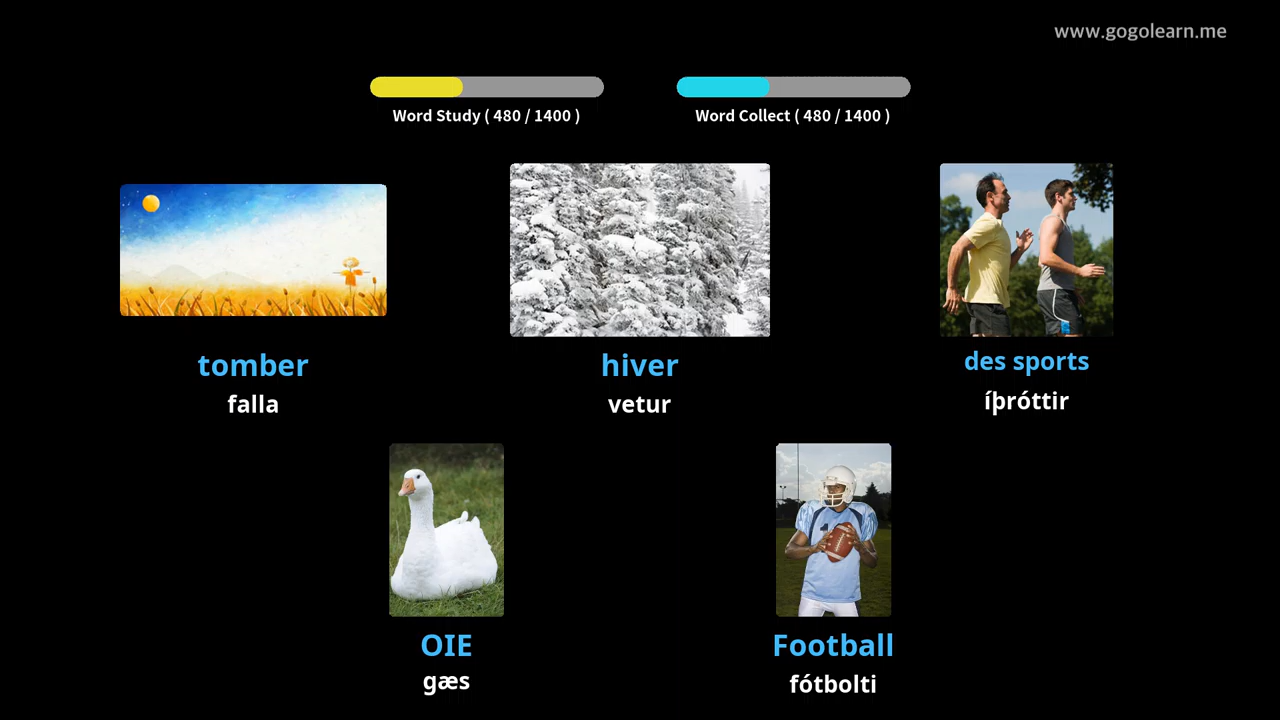 www.gogolearn.me
Word Study ( 480 / 1400 )
Word Collect ( 480 / 1400 )
tomber
falla
hiver
vetur
des sports
íþróttir
OIE
gæs
Football
fótbolti